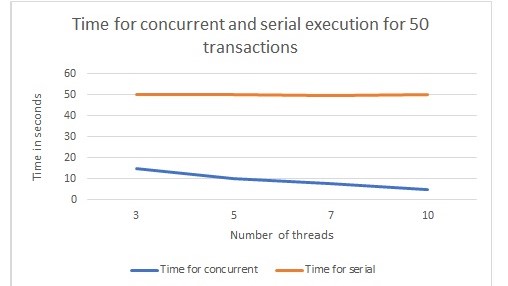 Time for concurrent and serial execution for 50
transactions
60
50
40
30
20
10
0
Time in seconds
3 5 7 10
Number of threads
Time for concurrent Time for serial